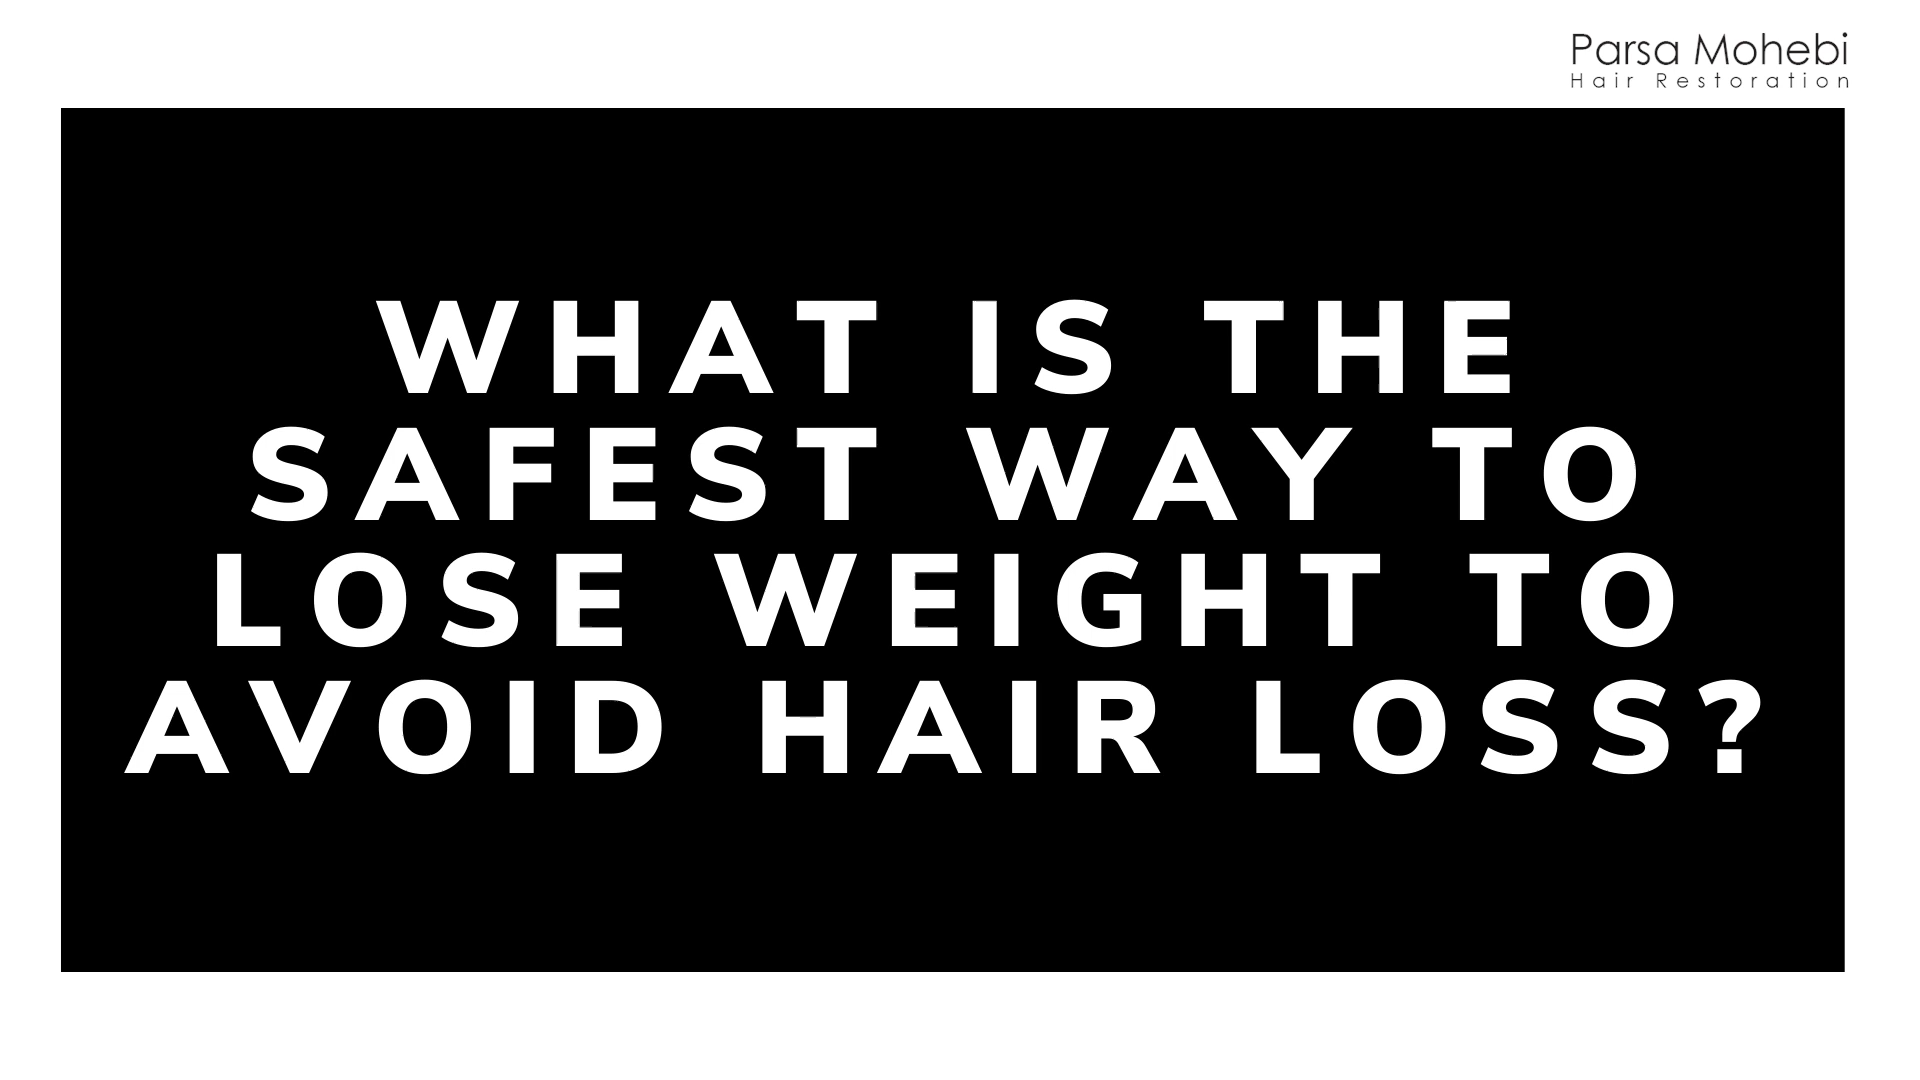 Parsa Mohebi
Hair Restoration
WHAT IS THE
SAFEST WAY TO
LOSE WEIGHT TO
AVOID HAIR LOSS?